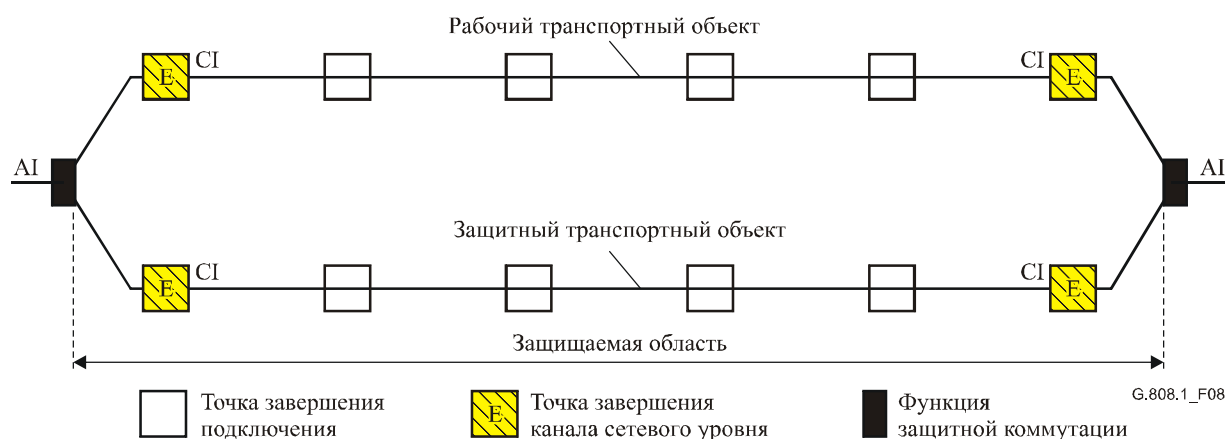 Рабочий транспортный объект
E CI CI E
AI AI
Защитный транспортный объект
E CI CI E
Защищаемая область
Точка завершения подключения
E Точка завершения канала сетевого уровня
Функция защитной коммутации
G.808.1_F08